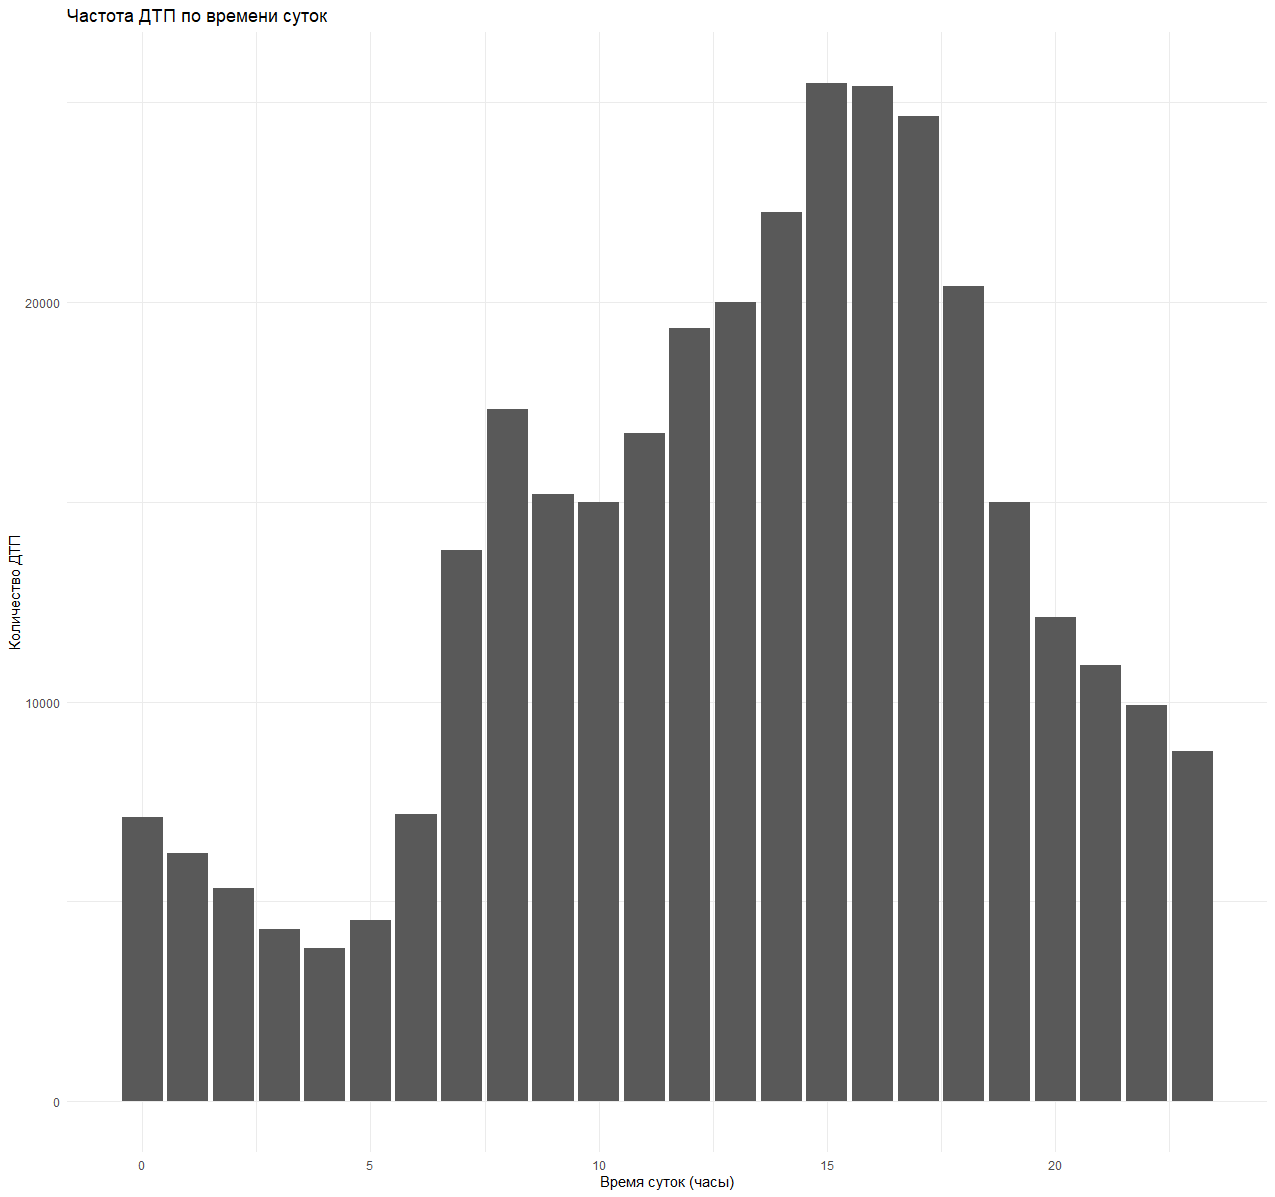 Частота ДТП по времени суток
20000
10000
0
Количество ДТП
0 5 10 15 20
Время суток (часы)